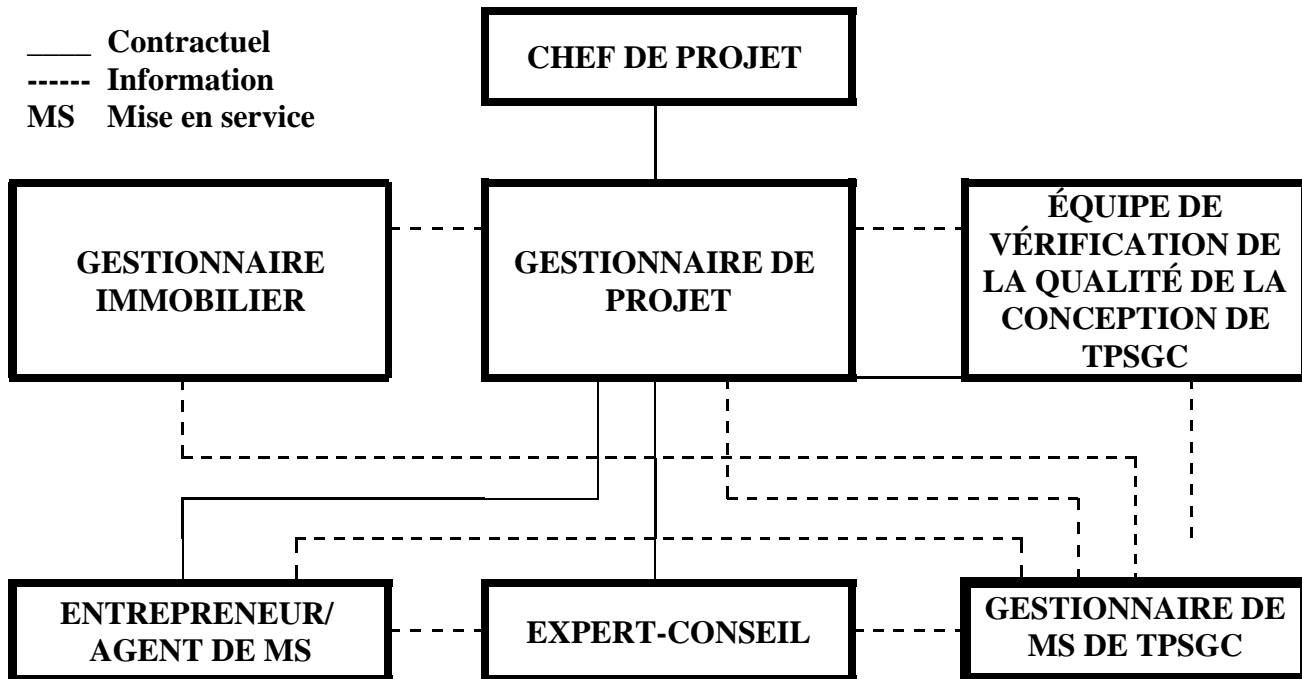 ____ Contractuel
------ Information
MS Mise en service
CHEF DE PROJET
GESTIONNAIRE
IMMOBILIER
GESTIONNAIRE DE
PROJET
ÉQUIPE DE
VÉRIFICATION DE
LA QUALITÉ DE LA
CONCEPTION DE
TPSGC
ENTREPRENEUR/
AGENT DE MS
EXPERT-CONSEIL
GESTIONNAIRE DE
MS DE TPSGC